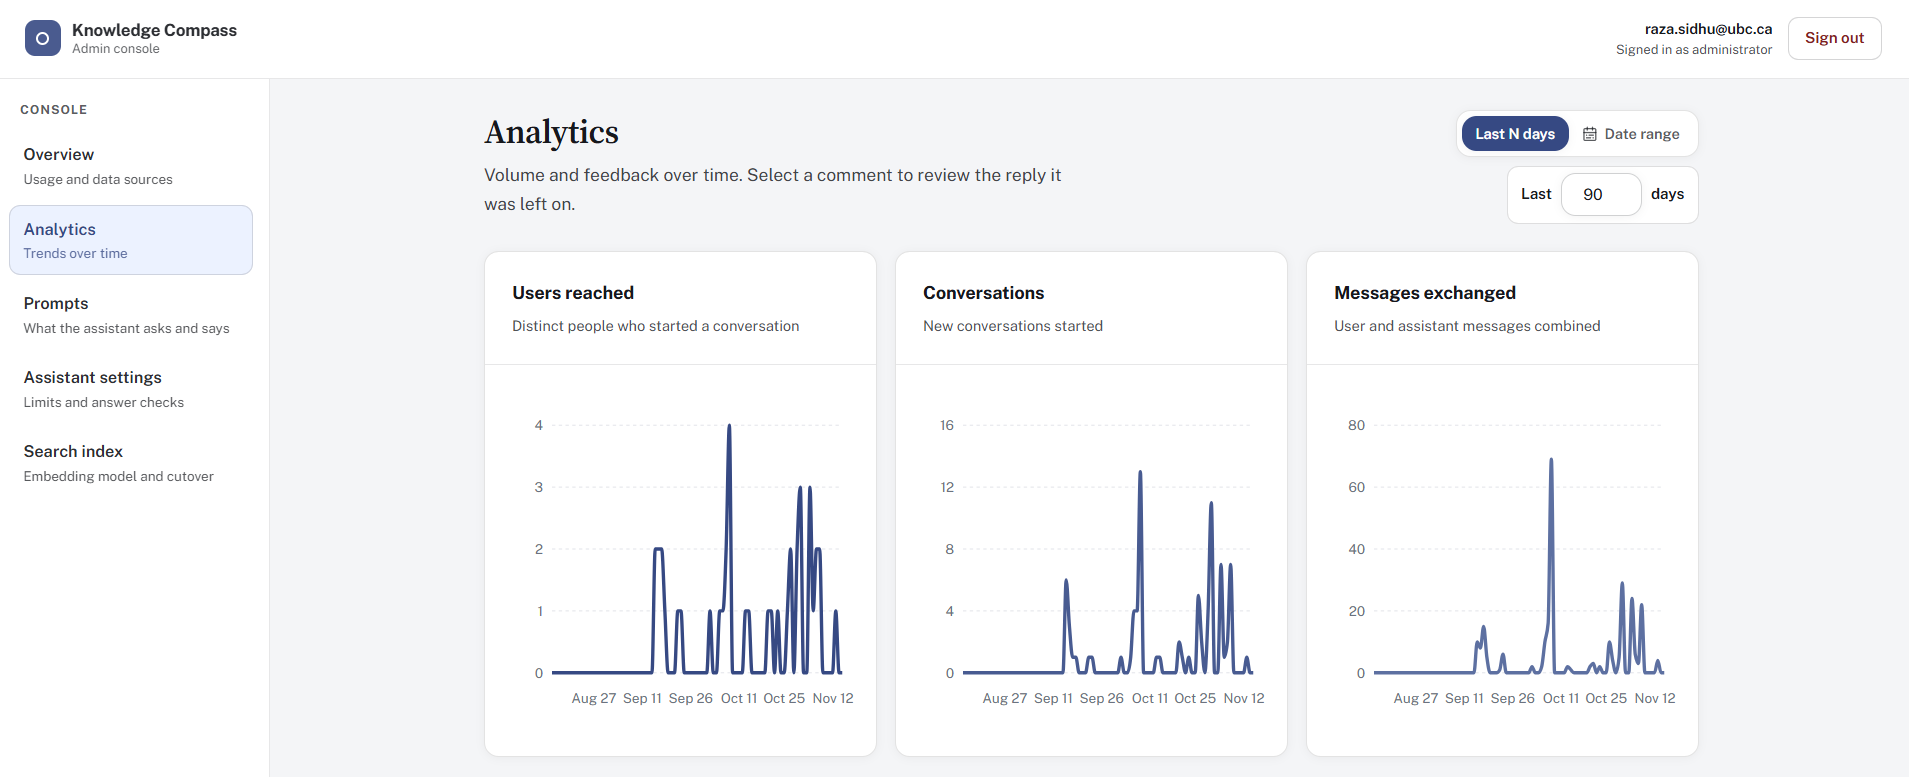 Knowledge Compass
Admin console
raza.sidhu@ubc.ca
Signed in as administrator
Sign out
CONSOLE
Overview
Usage and data sources
Analytics
Trends over time
Prompts
What the assistant asks and says
Assistant settings
Limits and answer checks
Search index
Embedding model and cutover
Analytics
Volume and feedback over time. Select a comment to review the reply it
was left on.
Last N days
Date range
Last 90 days
Users reached
Distinct people who started a conversation
4
3
2
1
0
Aug 27 Sep 11 Sep 26 Oct 11 Oct 25 Nov 12
Conversations
New conversations started
16
12
8
4
0
Aug 27 Sep 11 Sep 26 Oct 11 Oct 25 Nov 12
Messages exchanged
User and assistant messages combined
80
60
40
20
0
Aug 27 Sep 11 Sep 26 Oct 11 Oct 25 Nov 12